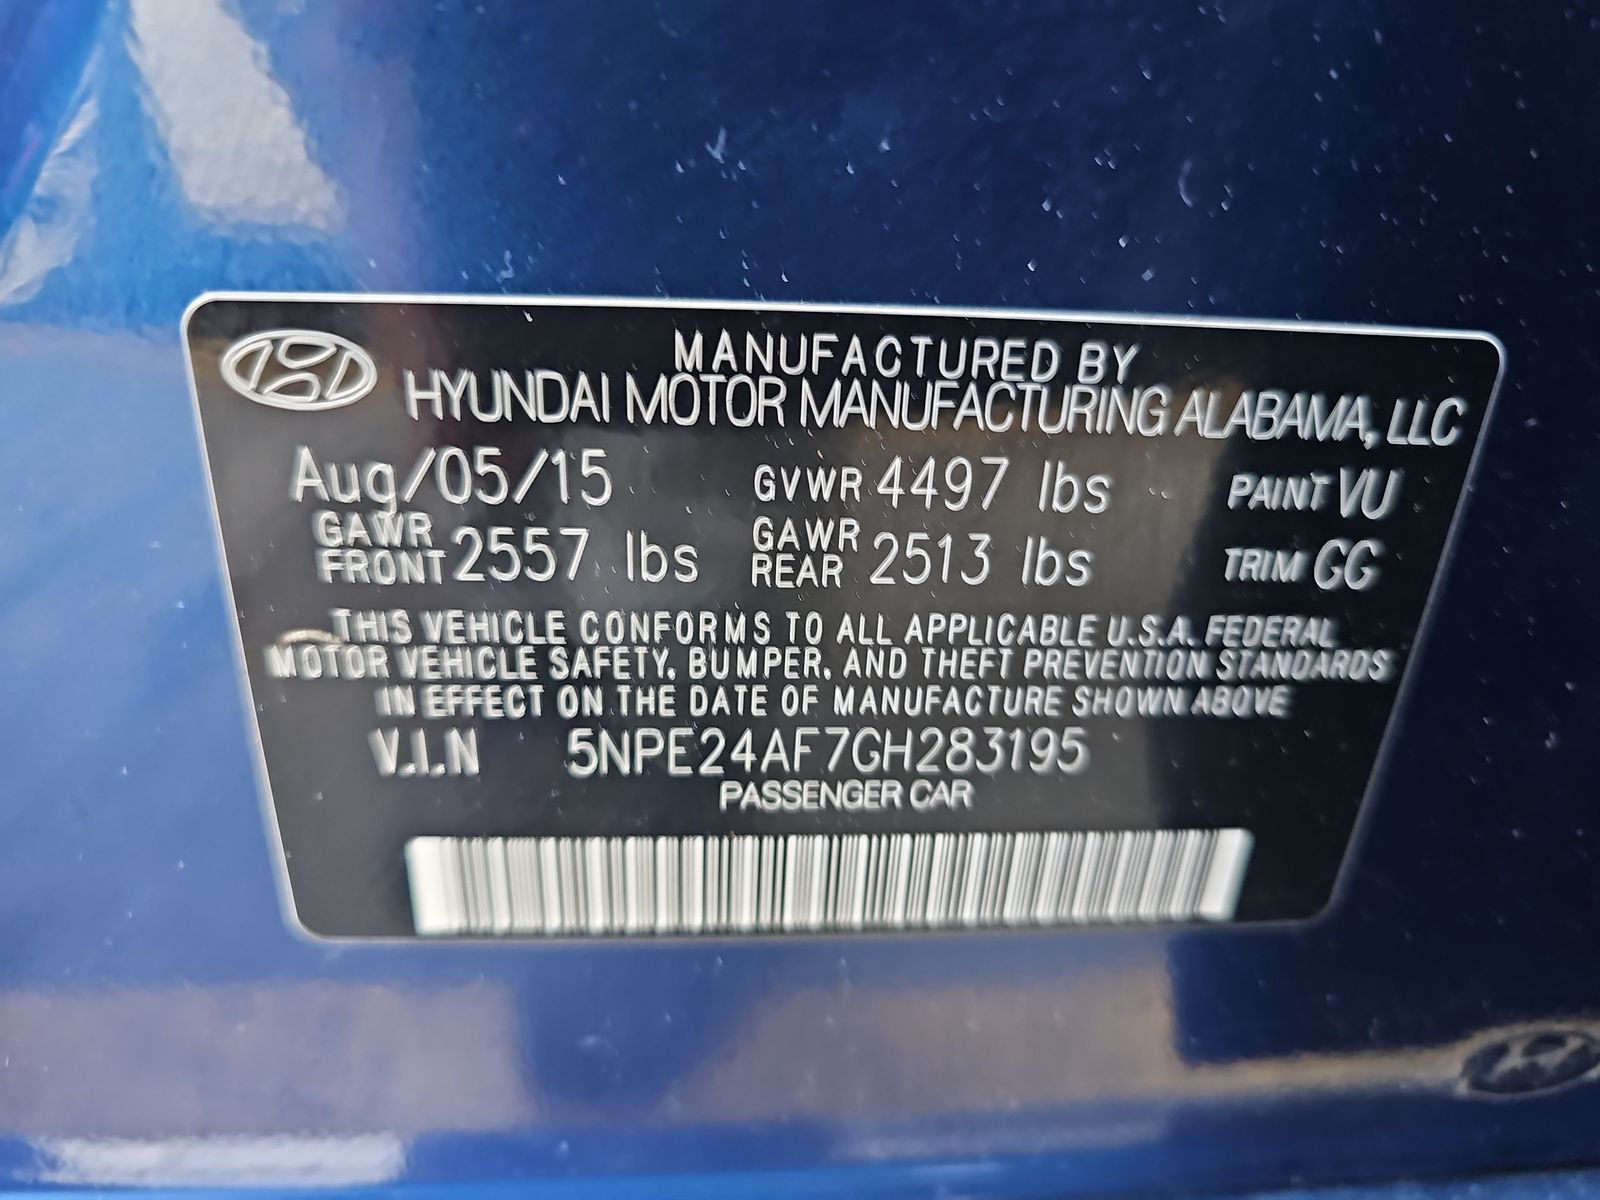 MANUFACTURED BY
HYUNDAI MOTOR MANUFACTURING ALABAMA, LLC
Aug/05/15 GVWR 4497 lbs PAINT VU
GAWR FRONT 2557 lbs GAWR REAR 2513 lbs TRIM GG
THIS VEHICLE CONFORMS TO ALL APPLICABLE U.S.A. FEDERAL
MOTOR VEHICLE SAFETY, BUMPER, AND THEFT PREVENTION STANDARDS
IN EFFECT ON THE DATE OF MANUFACTURE SHOWN ABOVE
V.I.N 5NPE24AF7GH283195
PASSENGER CAR